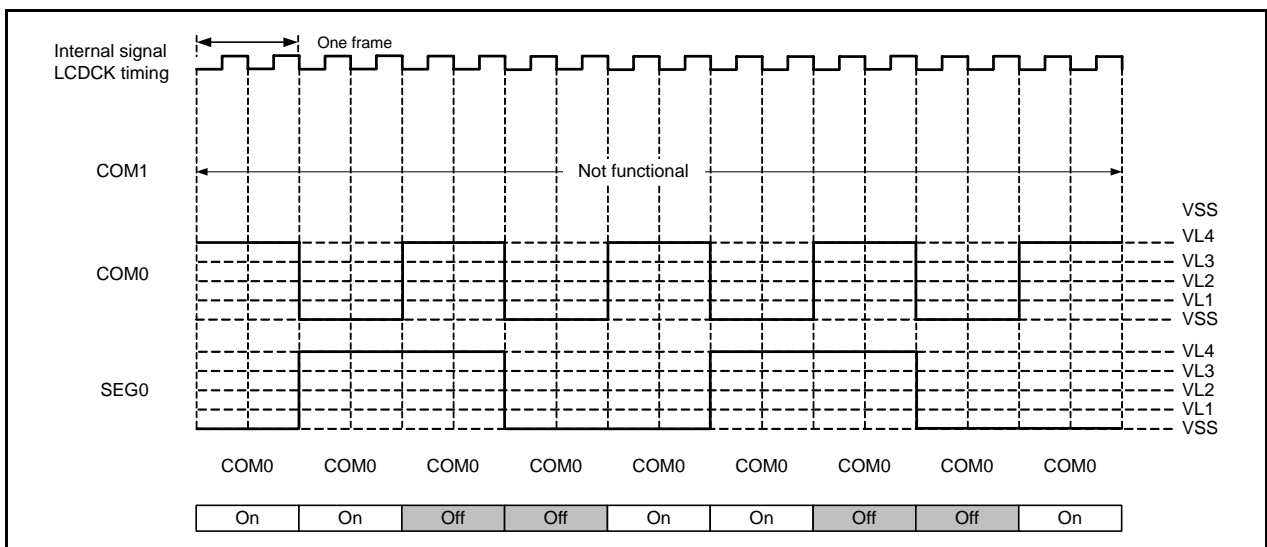 Internal signal
LCDCK timing
One frame
COM1
Not functional
VSS
COM0
VL4
VL3
VL2
VL1
VSS
SEG0
VL4
VL3
VL2
VL1
VSS
COM0 COM0 COM0 COM0 COM0 COM0 COM0 COM0 COM0
On On Off Off On On Off Off On